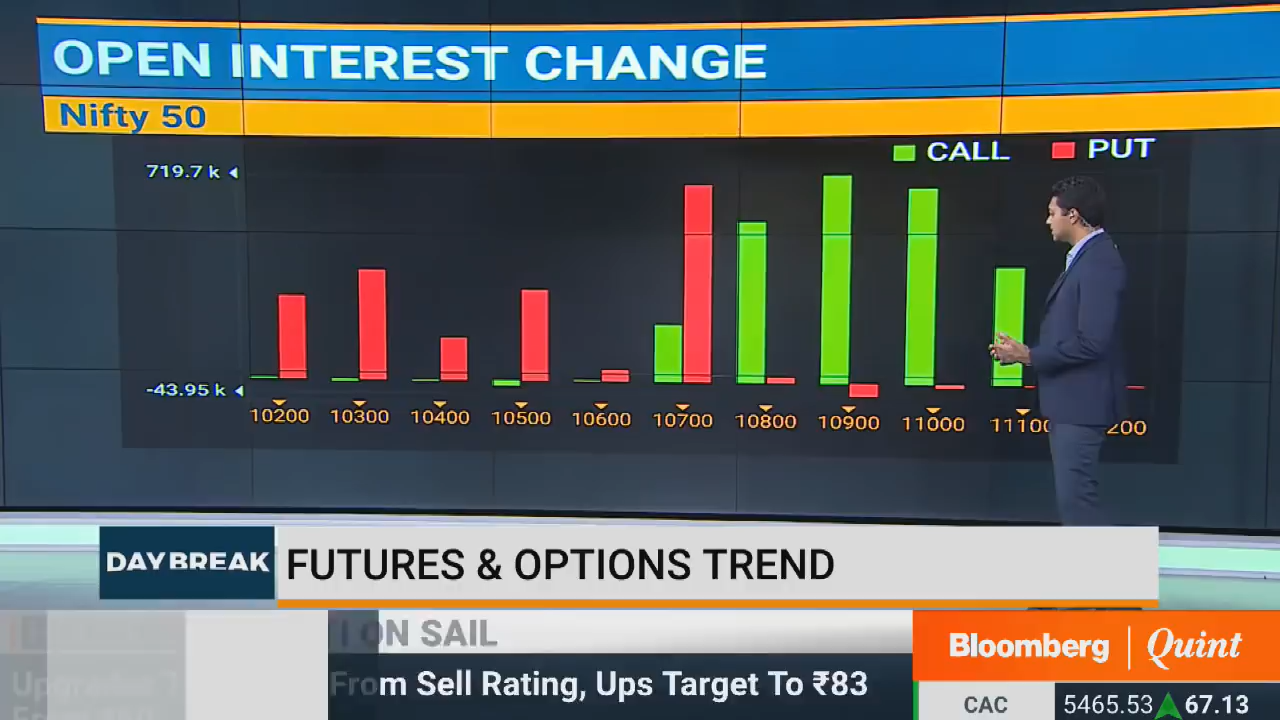 OPEN INTEREST CHANGE
Nifty 50
CALL PUT
719.7 k
-43.95 k
10200 10300 10400 10500 10600 10700 10800 10900 11000 1110 200
DAYBREAK FUTURES & OPTIONS TREND
ON SAIL
From Sell Rating, Ups Target To ₹83
Bloomberg Quint
CAC 5465.53 67.13